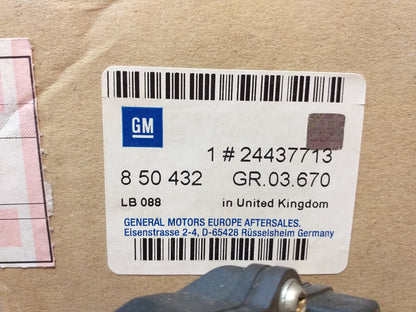 GM
1 # 24437713
8 50 432 GR.03.670
LB 088 in United Kingdom
GENERAL MOTORS EUROPE AFTERSALES.
Eisenstrasse 2-4, D-65428 Rüsselsheim Germany